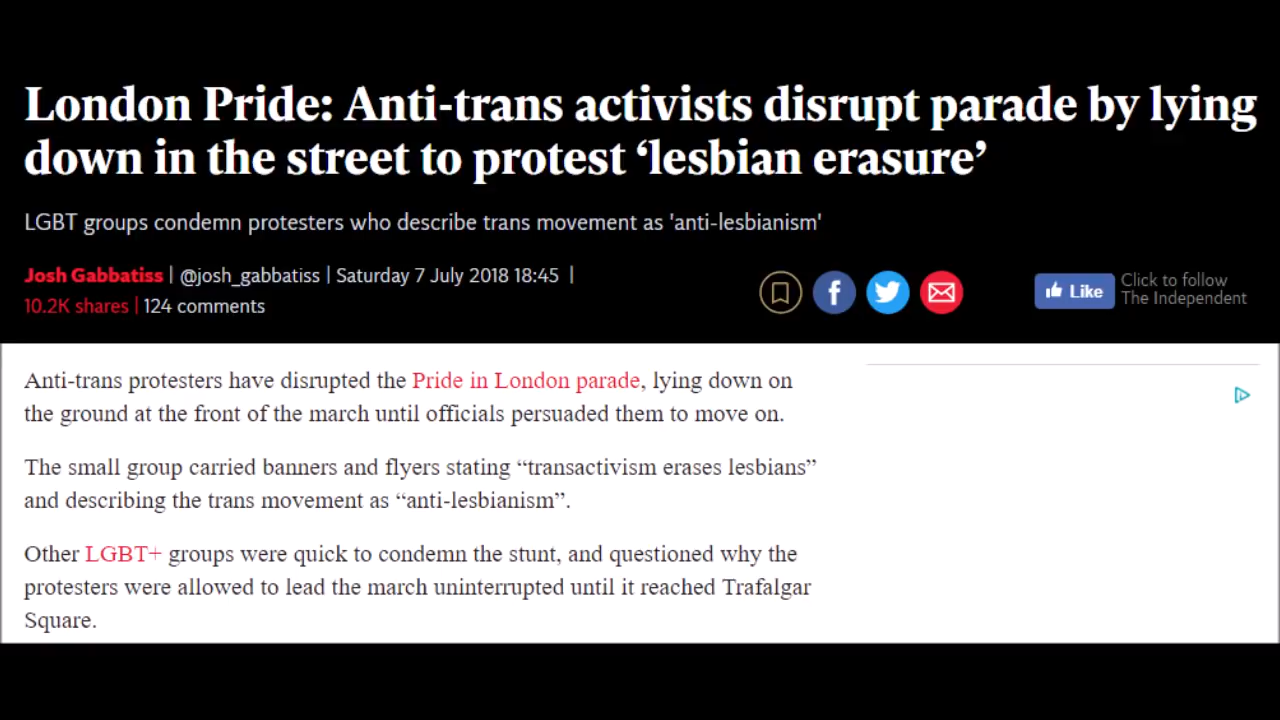 London Pride: Anti-trans activists disrupt parade by lying
down in the street to protest ‘lesbian erasure’
LGBT groups condemn protesters who describe trans movement as 'anti-lesbianism'
Josh Gabbatiss | @josh_gabbatiss | Saturday 7 July 2018 18:45 |
10.2K shares | 124 comments
Like
Click to follow
The Independent
Anti-trans protesters have disrupted the Pride in London parade, lying down on
the ground at the front of the march until officials persuaded them to move on.
The small group carried banners and flyers stating “transactivism erases lesbians”
and describing the trans movement as “anti-lesbianism”.
Other LGBT+ groups were quick to condemn the stunt, and questioned why the
protesters were allowed to lead the march uninterrupted until it reached Trafalgar
Square.